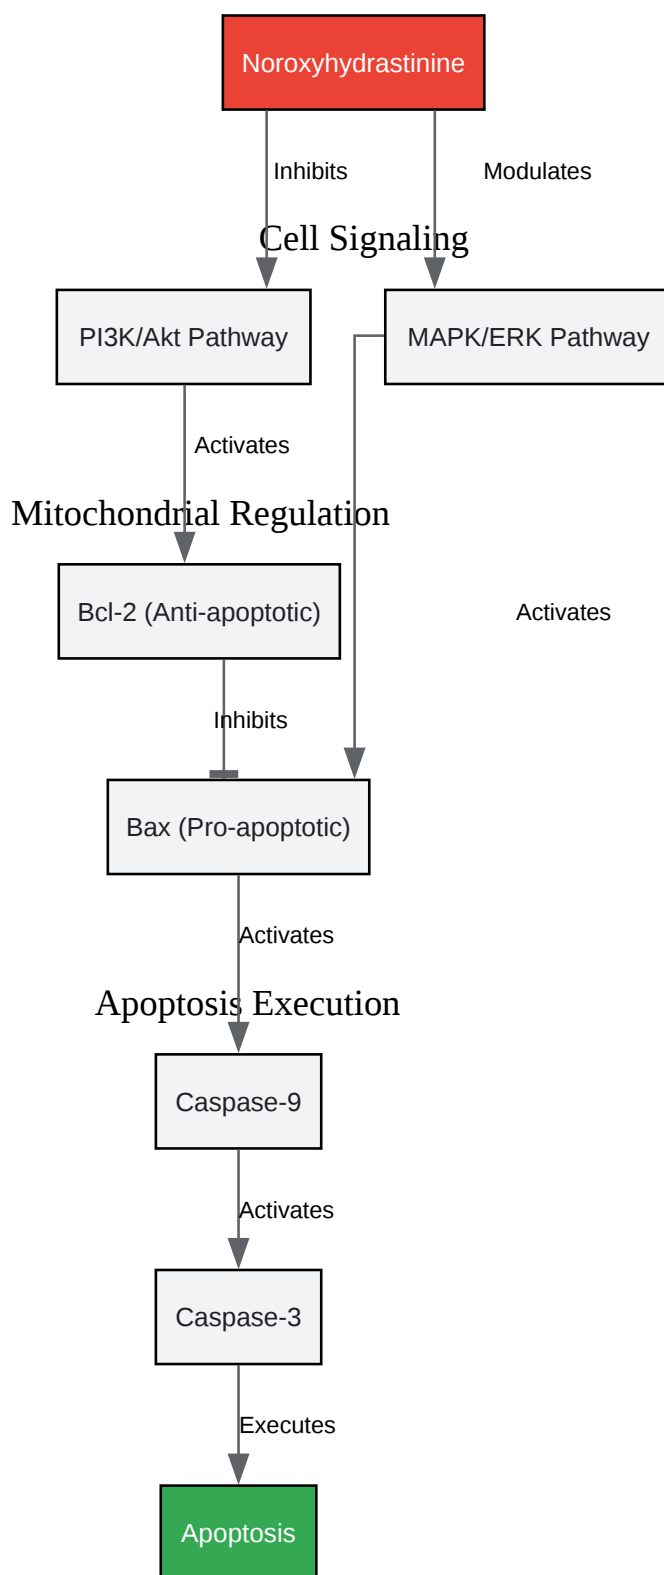 Noroxyhydrastinine
Inhibits
Modulates
Cell Signaling
PI3K/Akt Pathway
MAPK/ERK Pathway
Activates
Mitochondrial Regulation
Bcl-2 (Anti-apoptotic)
Activates
Inhibits
Bax (Pro-apoptotic)
Activates
Apoptosis Execution
Caspase-9
Activates
Caspase-3
Executes
Apoptosis